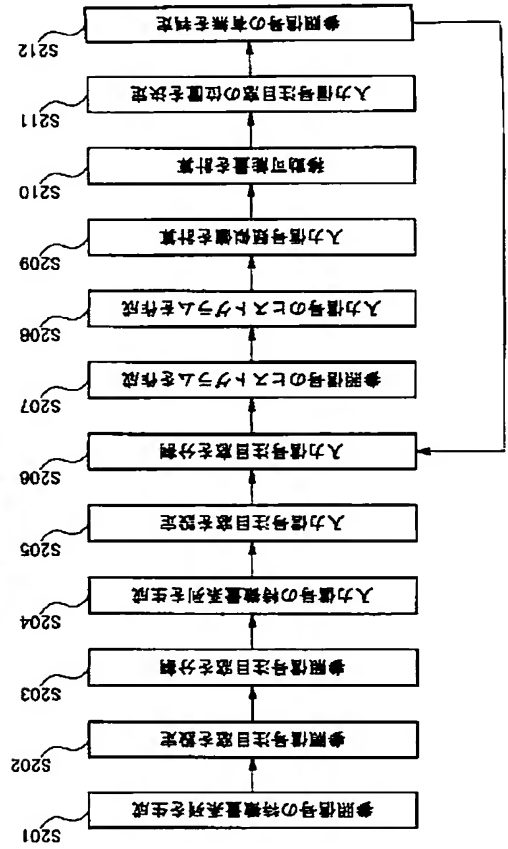 S201
参照信号の特徴量系列を生成
S202
参照信号注目窓を設定
S203
参照信号注目窓を分割
S204
入力信号の特徴量系列を生成
S205
入力信号注目窓を設定
S206
入力信号注目窓を分割
S207
参照信号のヒストグラムを作成
S208
入力信号のヒストグラムを作成
S209
入力信号類似値を計算
S210
移動可能量を計算
S211
入力信号注目窓の位置を決定
S212
参照信号の有無を判定